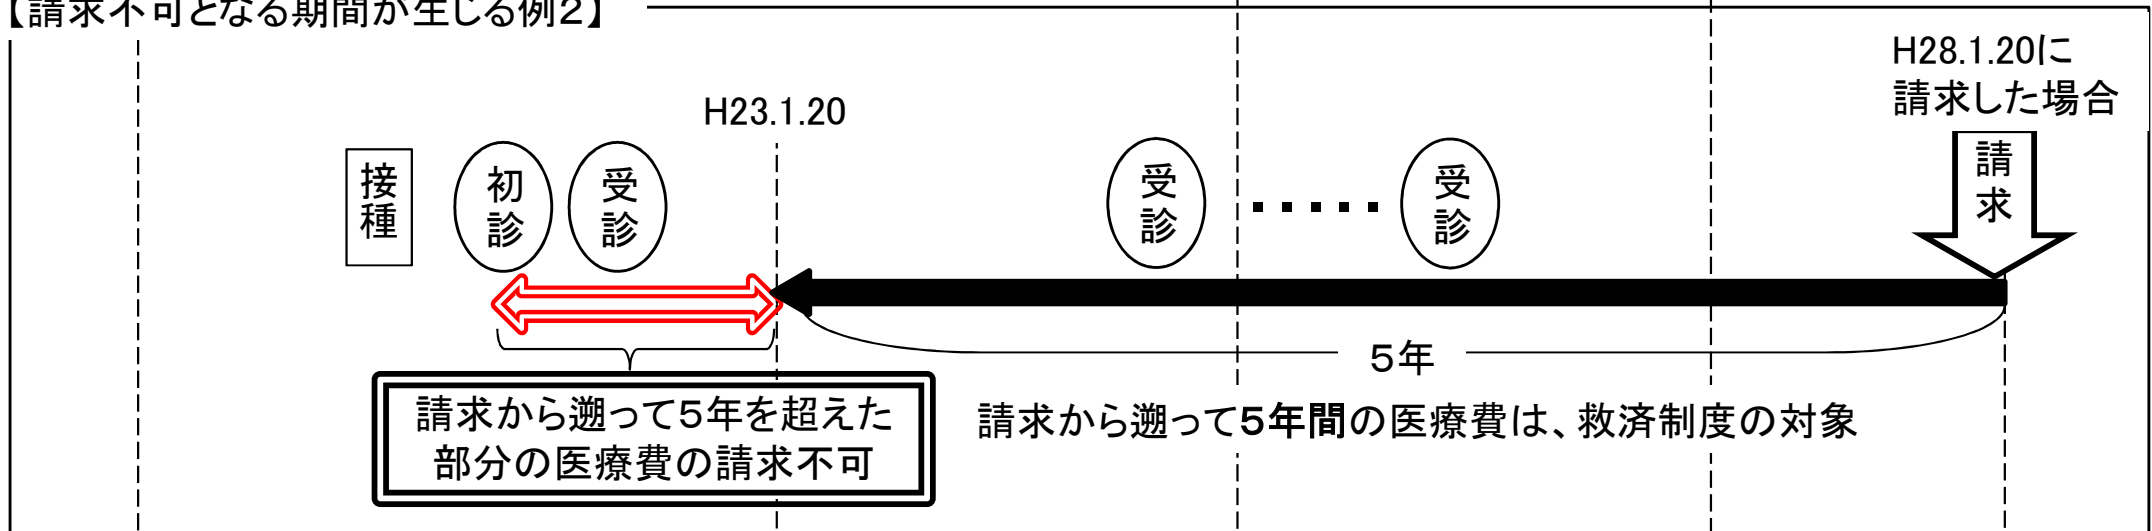 【請求不可となる期間が生じる例２】
H28.1.20に
請求した場合
H23.1.20
接種
初診
受診
受診
・・・・・
受診
請求
５年
請求から遡って５年を超えた
部分の医療費の請求不可
請求から遡って５年間の医療費は、救済制度の対象